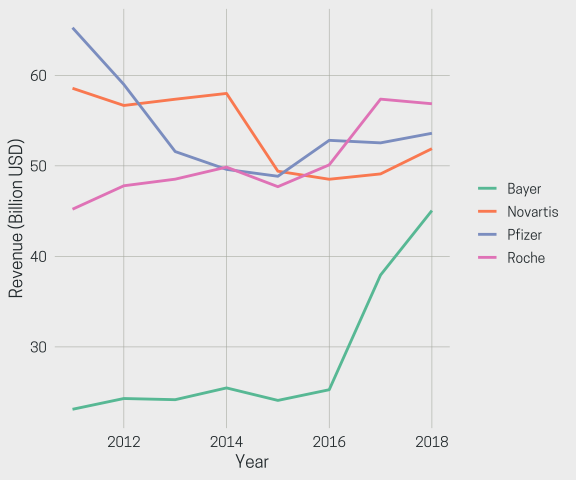 60
50
40
30
Revenue (Billion USD)
2012 2014 2016 2018
Year
Bayer
Novartis
Pfizer
Roche